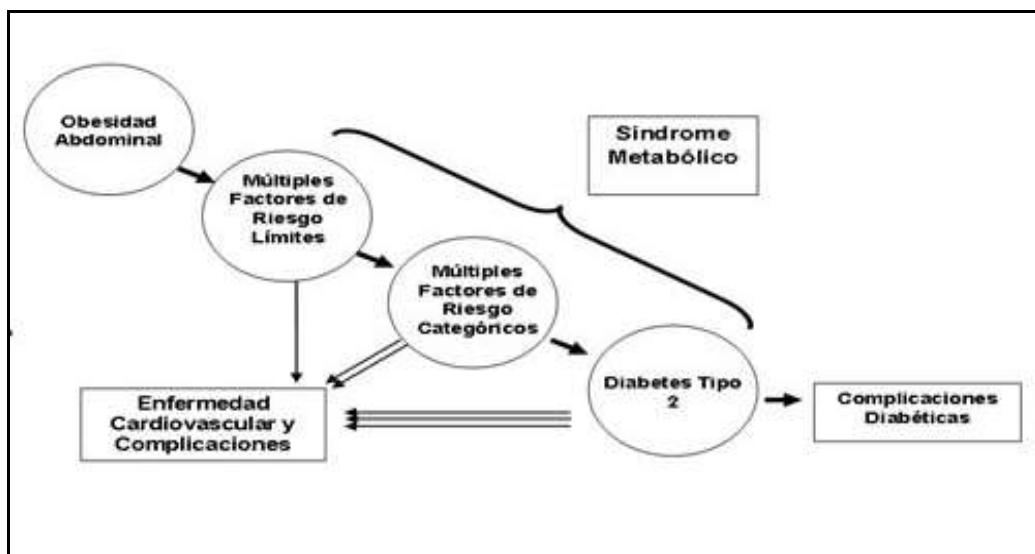 Obesidad
Abdominal
Síndrome
Metabólico
Múltiples
Factores de
Riesgo
Límites
Múltiples
Factores de
Riesgo
Categóricos
Diabetes Tipo
2
Enfermedad
Cardiovascular y
Complicaciones
Complicaciones
Diabéticas